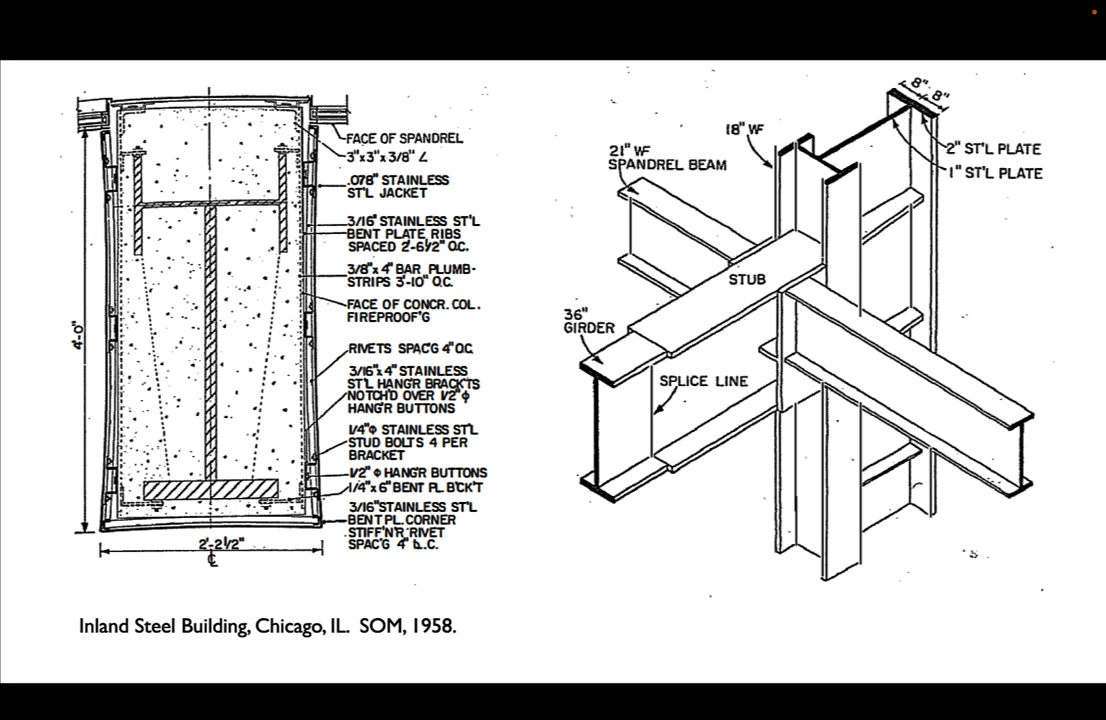 FACE OF SPANDREL
3"x3"x3/8" ∠
.078" STAINLESS
ST'L JACKET
3/16" STAINLESS ST'L
BENT PLATE RIBS
SPACED 2'-6 1/2" O.C.
3/8"x 4" BAR PLUMB-
STRIPS 3'-10" O.C.
FACE OF CONCR. COL.
FIREPROOF'G
RIVETS SPAC'G 4" O.C.
3/16"x 4" STAINLESS
ST'L HANG'R BRACK'TS
NOTCH'D OVER 1/2" φ
HANG'R BUTTONS
1/4"φ STAINLESS ST'L
STUD BOLTS 4 PER
BRACKET
1/2" φ HANG'R BUTTONS
1/4"x 6" BENT PL. B'CK'T
3/16" STAINLESS ST'L
BENT PL. CORNER
STIFF'N'R RIVET
SPAC'G 4" O.C.
4'-0"
2'-2 1/2"
℄
8" 8"
2" ST'L PLATE
1" ST'L PLATE
18" WF
21" WF
SPANDREL BEAM
STUB
36"
GIRDER
SPLICE LINE
Inland Steel Building, Chicago, IL. SOM, 1958.